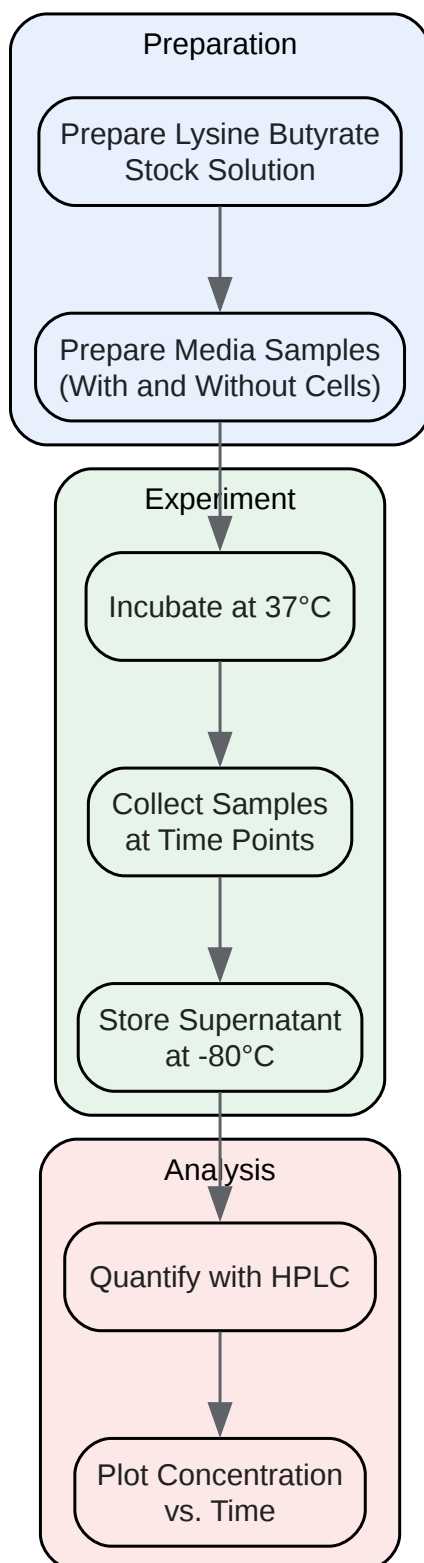 Preparation
Prepare Lysine Butyrate
Stock Solution
Prepare Media Samples
(With and Without Cells)
Experiment
Incubate at 37°C
Collect Samples
at Time Points
Store Supernatant
at -80°C
Analysis
Quantify with HPLC
Plot Concentration
vs. Time